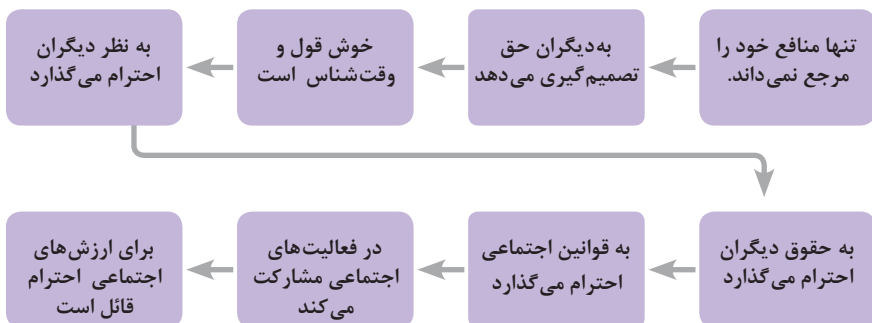 تنها منافع خود را
مرجع نمی‌داند.
به‌دیگران حق
تصمیم‌گیری می‌دهد
خوش قول و
وقت‌شناس است
به نظر دیگران
احترام می‌گذارد
به حقوق دیگران
احترام می‌گذارد
به قوانین اجتماعی
احترام می‌گذارد
در فعالیت‌های
اجتماعی مشارکت
می‌کند
برای ارزش‌های
اجتماعی احترام
قائل است